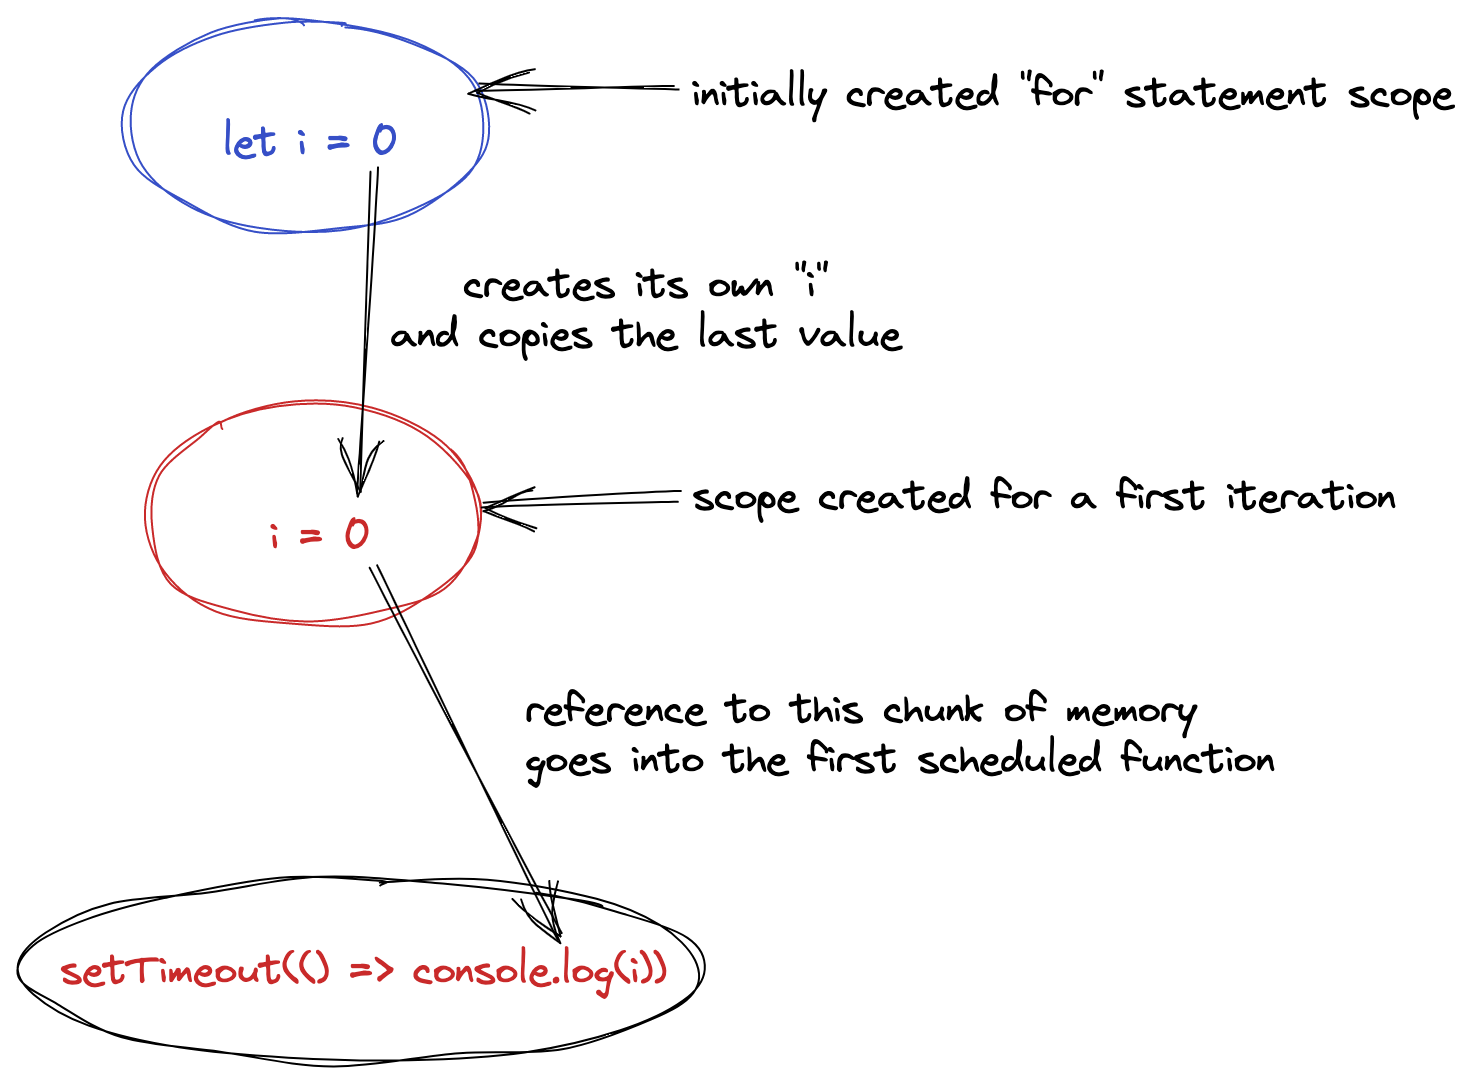 initially created "for" statement scope
let i = 0
creates its own "i"
and copies the last value
scope created for a first iteration
i = 0
reference to this chunk of memory
goes into the first scheduled function
setTimeout(() => console.log(i))